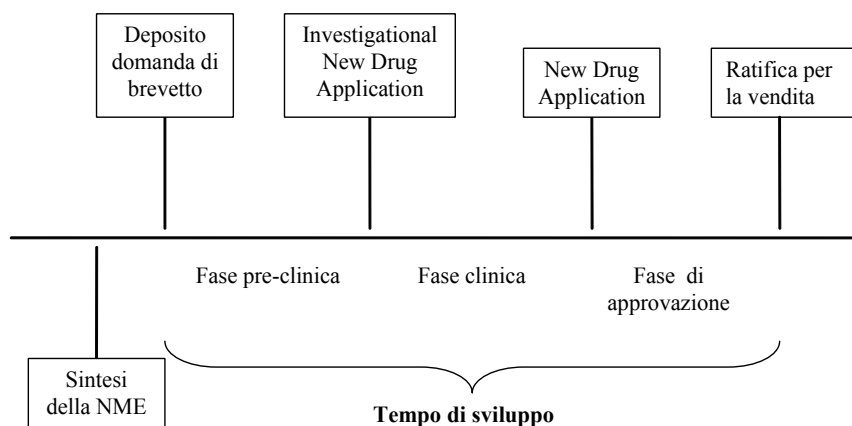 Deposito
domanda di
brevetto
Investigational
New Drug
Application
New Drug
Application
Ratifica per
la vendita
Fase pre-clinica
Fase clinica
Fase di
approvazione
Sintesi
della NME
Tempo di sviluppo